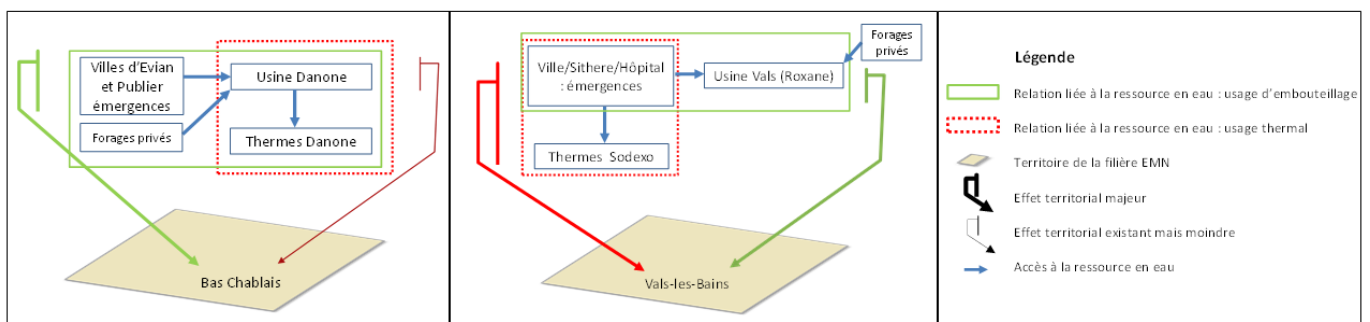 Villes d'Evian
et Publier
émergences
Usine Danone
Forages privés
Thermes Danone
Bas Chablais
Forages
privés
Ville/Sithere/Hôpital
: émergences
Usine Vals (Roxane)
Thermes Sodexo
Vals-les-Bains
Légende
Relation liée à la ressource en eau : usage d'embouteillage
Relation liée à la ressource en eau : usage thermal
Territoire de la filière EMN
Effet territorial majeur
Effet territorial existant mais moindre
Accès à la ressource en eau